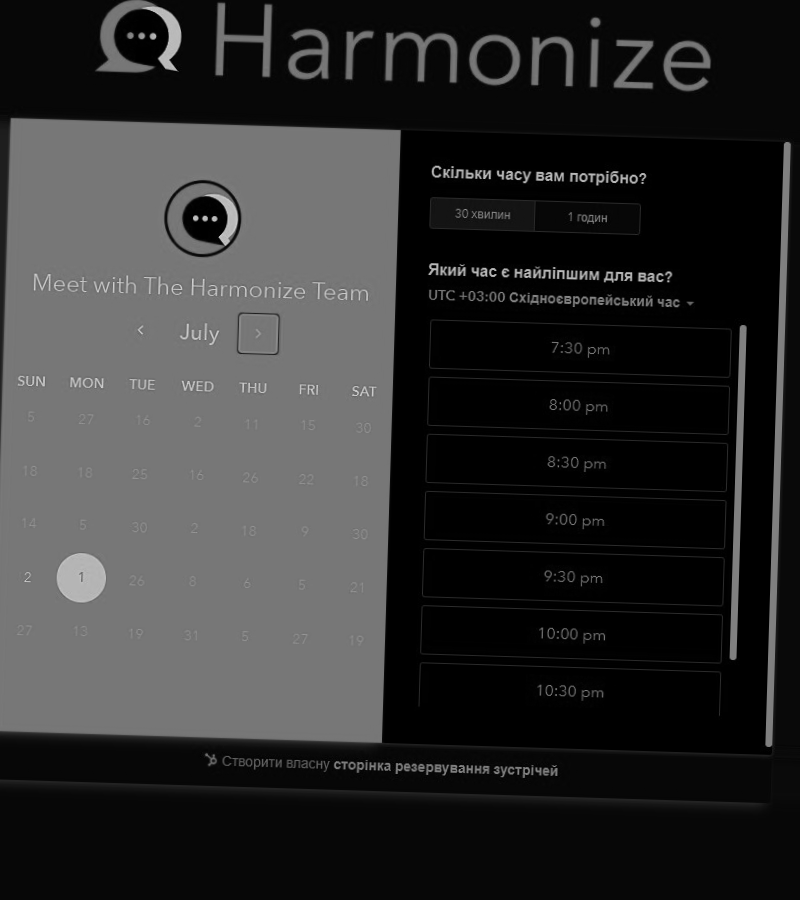 Harmonize
Meet with The Harmonize Team
July
SUN MON TUE WED THU FRI SAT
5 27 16 2 11 15 30
18 18 25 16 26 22 18
14 5 30 2 18 9 30
2 1 26 8 6 5 21
27 13 19 31 5 27 19
Скільки часу вам потрібно?
30 хвилин 1 годин
Який час є найліпшим для вас?
UTC +03:00 Східноєвропейський час
7:30 pm
8:00 pm
8:30 pm
9:00 pm
9:30 pm
10:00 pm
10:30 pm
Створити власну сторінка резервування зустрічей